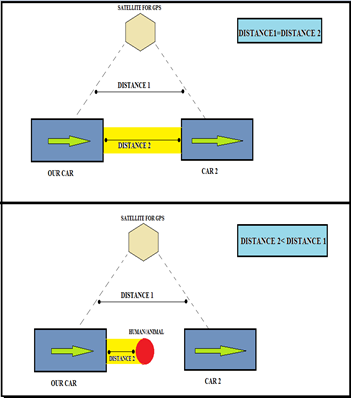 SATELLITE FOR GPS
DISTANCE1=DISTANCE 2
DISTANCE 1
DISTANCE 2
OUR CAR
CAR 2
SATELLITE FOR GPS
DISTANCE 2< DISTANCE 1
DISTANCE 1
HUMAN/ANIMAL
DISTANCE 2
OUR CAR
CAR 2